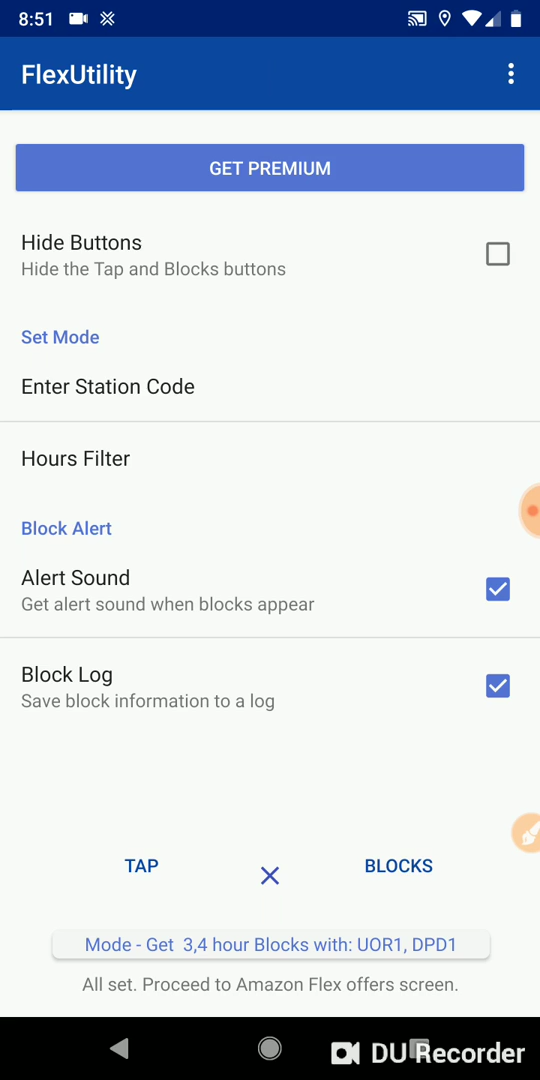 8:51
FlexUtility
GET PREMIUM
Hide Buttons
Hide the Tap and Blocks buttons
Set Mode
Enter Station Code
Hours Filter
Block Alert
Alert Sound
Get alert sound when blocks appear
Block Log
Save block information to a log
TAP
BLOCKS
Mode - Get  3,4 hour Blocks with: UOR1, DPD1
All set. Proceed to Amazon Flex offers screen.
DU Recorder